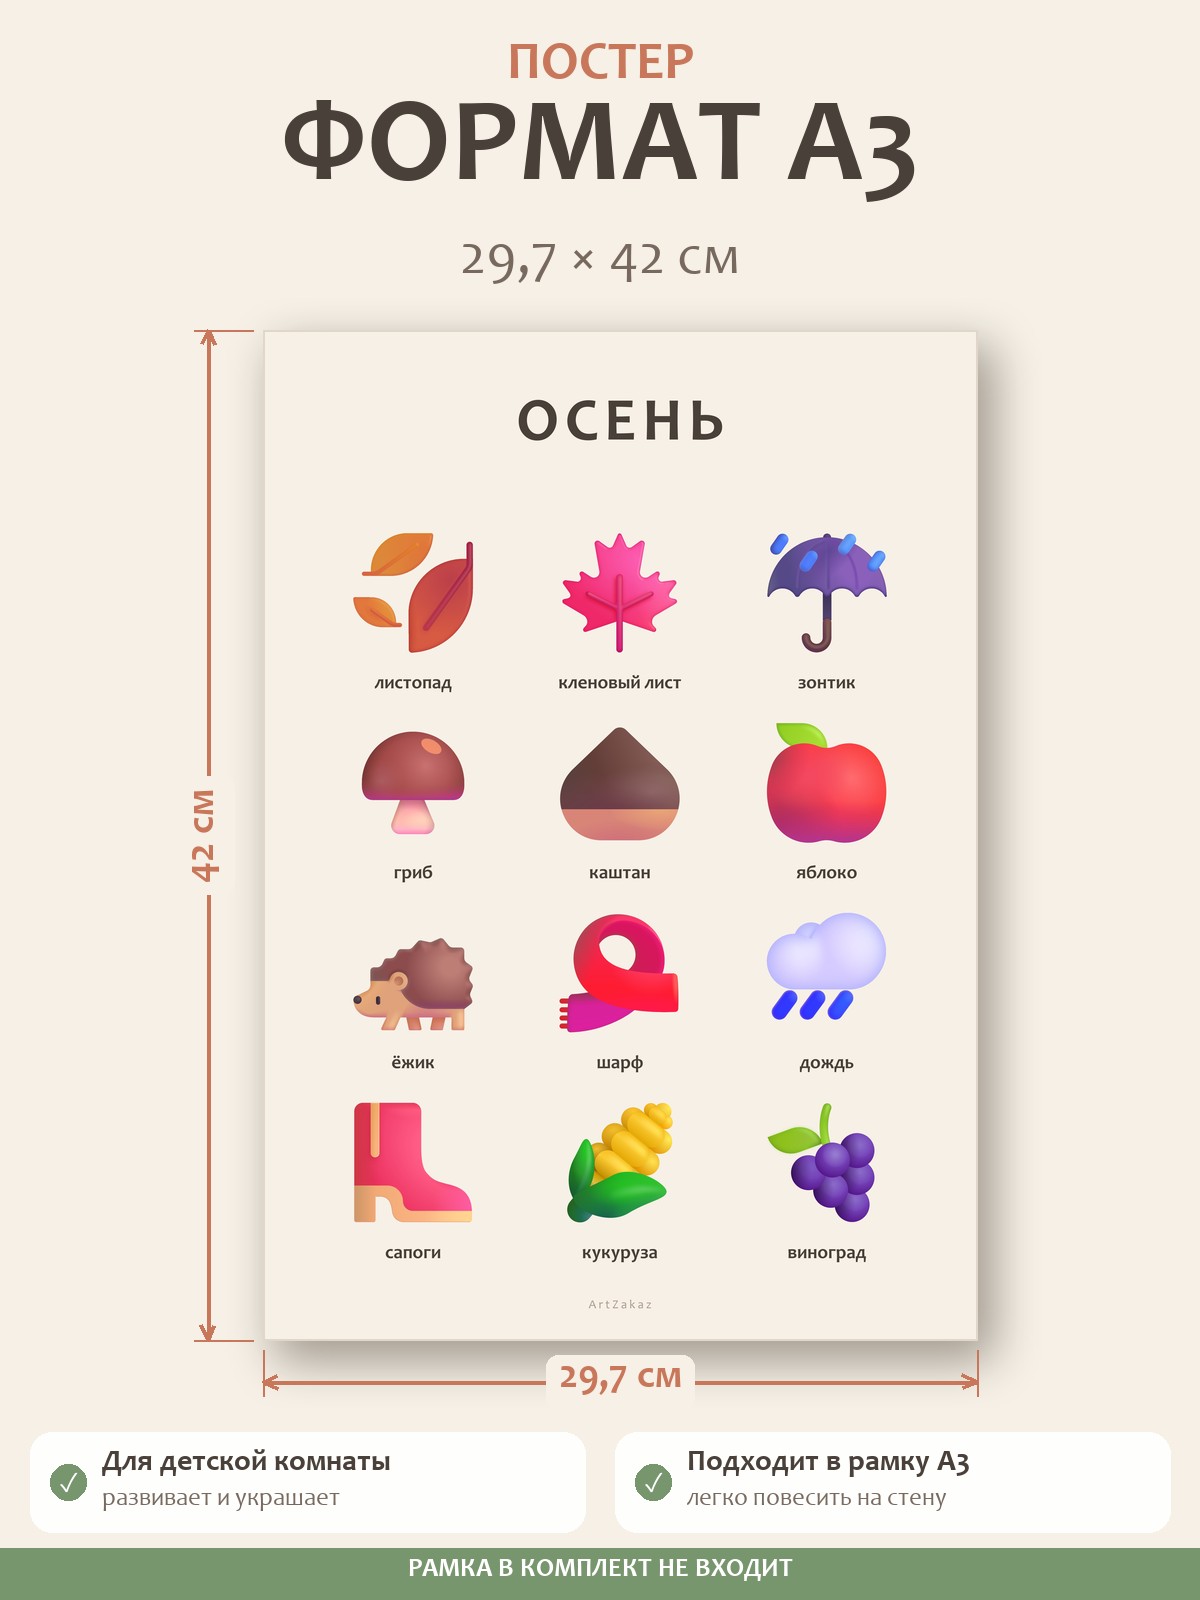 ПОСТЕР
ФОРМАТ А3
29,7 × 42 см
ОСЕНЬ
листопад кленовый лист зонтик
гриб каштан яблоко
42 см
ёжик шарф дождь
сапоги кукуруза виноград
ArtZakaz
29,7 см
Для детской комнаты
развивает и украшает
Подходит в рамку А3
легко повесить на стену
РАМКА В КОМПЛЕКТ НЕ ВХОДИТ